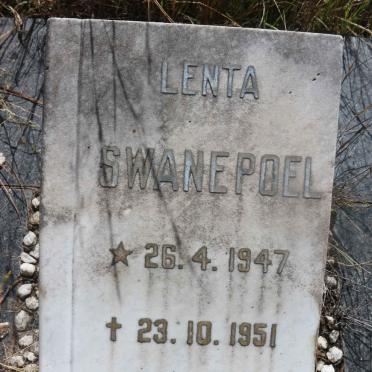 LENTA
SWANEPOEL
★ 26.4.1947
✝ 23.10.1951